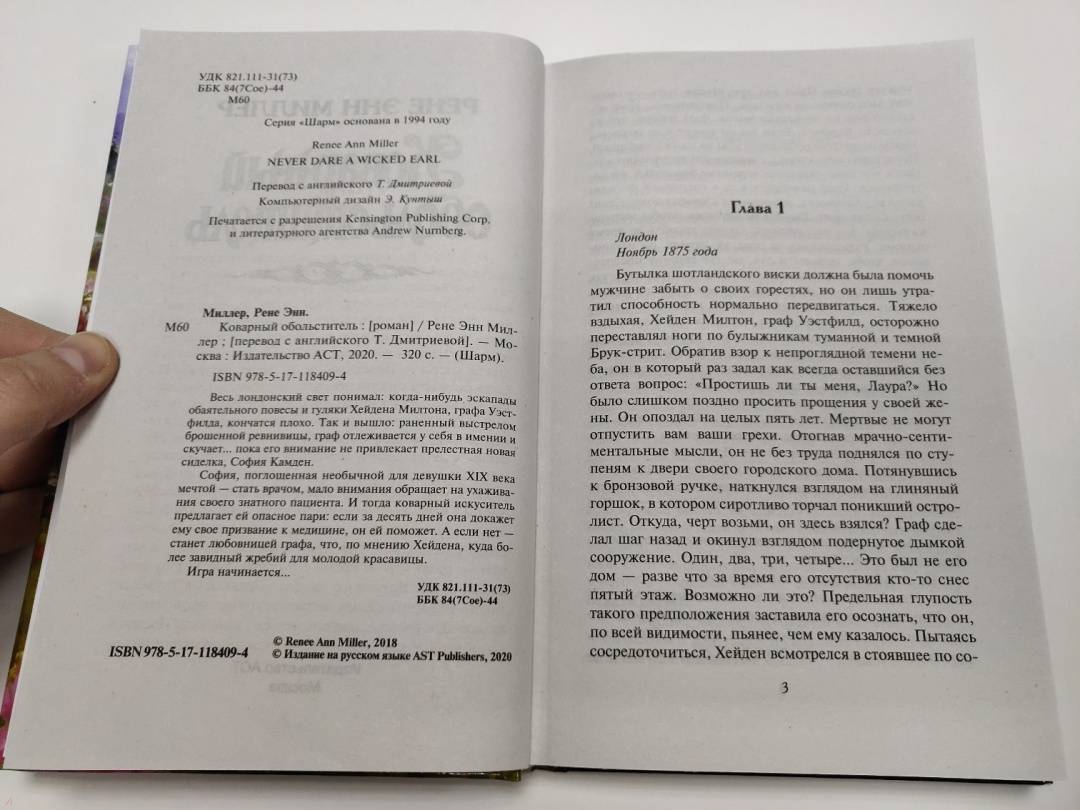 УДК 821.111-31(73)
ББК 84(7Сое)-44
М60
Серия «Шарм» основана в 1994 году
Renee Ann Miller
NEVER DARE A WICKED EARL
Перевод с английского Т. Дмитриевой
Компьютерный дизайн Э. Кунтыш
Печатается с разрешения Kensington Publishing Corp.
и литературного агентства Andrew Nurnberg.
Миллер, Рене Энн.
М60 Коварный обольститель : [роман] / Рене Энн Мил-
лер ; [перевод с английского Т. Дмитриевой]. — Мо-
сква : Издательство АСТ, 2020. — 320 с. — (Шарм).
ISBN 978-5-17-118409-4
Весь лондонский свет понимал: когда-нибудь эскапады
обаятельного повесы и гуляки Хейдена Милтона, графа Уэст-
филда, кончатся плохо. Так и вышло: раненный выстрелом
брошенной ревнивицы, граф отлеживается у себя в имении и
скучает... пока его внимание не привлекает прелестная новая
сиделка, София Камден.
София, поглощенная необычной для девушки XIX века
мечтой — стать врачом, мало внимания обращает на ухажива-
ния своего знатного пациента. И тогда коварный искуситель
предлагает ей опасное пари: если за десять дней она докажет
ему свое призвание к медицине, он ей поможет. А если нет —
станет любовницей графа, что, по мнению Хейдена, куда бо-
лее завидный жребий для молодой красавицы.
Игра начинается...
УДК 821.111-31(73)
ББК 84(7Сое)-44
© Renee Ann Miller, 2018
ISBN 978-5-17-118409-4 © Издание на русском языке AST Publishers, 2020
Глава 1
Лондон
Ноябрь 1875 года
Бутылка шотландского виски должна была помочь
мужчине забыть о своих горестях, но он лишь утра-
тил способность нормально передвигаться. Тяжело
вздыхая, Хейден Милтон, граф Уэстфилд, осторожно
переставлял ноги по булыжникам туманной и темной
Брук-стрит. Обратив взор к непроглядной темени не-
ба, он в который раз задал как всегда оставшийся без
ответа вопрос: «Простишь ли ты меня, Лаура?» Но
было слишком поздно просить прощения у своей же-
ны. Он опоздал на целых пять лет. Мертвые не могут
отпустить вам ваши грехи. Отогнав мрачно-сенти-
ментальные мысли, он не без труда поднялся по сту-
пеням к двери своего городского дома. Потянувшись
к бронзовой ручке, наткнулся взглядом на глиняный
горшок, в котором сиротливо торчал поникший остро-
лист. Откуда, черт возьми, он здесь взялся? Граф сде-
лал шаг назад и окинул взглядом подернутое дымкой
сооружение. Один, два, три, четыре... Это был не его
дом — разве что за время его отсутствия кто-то снес
пятый этаж. Возможно ли это? Предельная глупость
такого предположения заставила его осознать, что он,
по всей видимости, пьянее, чем ему казалось. Пытаясь
сосредоточиться, Хейден всмотрелся в стоявшее по со-
3